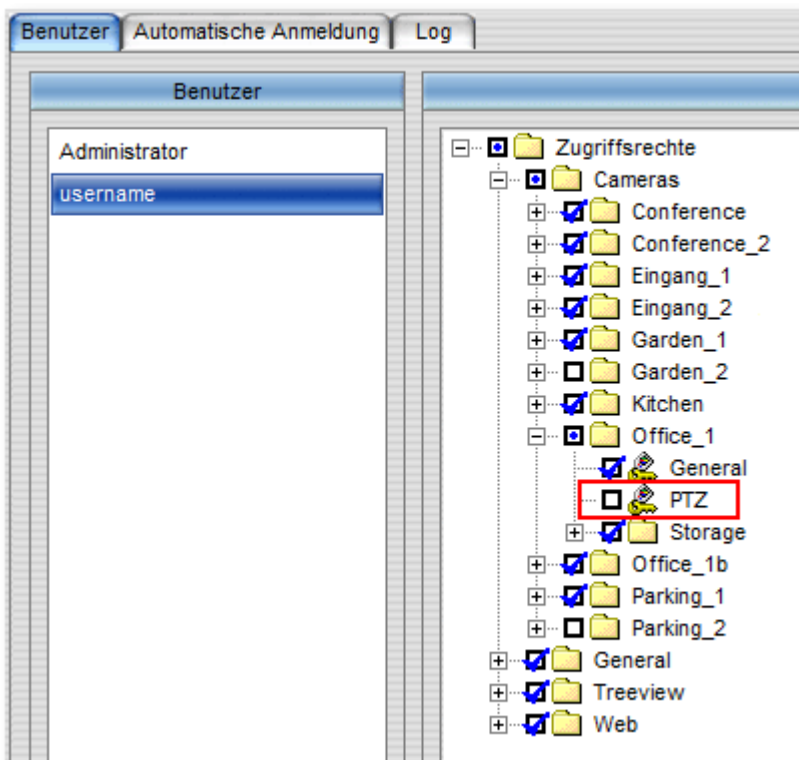 Benutzer Automatische Anmeldung Log
Benutzer
Administrator
username
Zugriffsrechte
Cameras
Conference
Conference_2
Eingang_1
Eingang_2
Garden_1
Garden_2
Kitchen
Office_1
General
PTZ
Storage
Office_1b
Parking_1
Parking_2
General
Treeview
Web